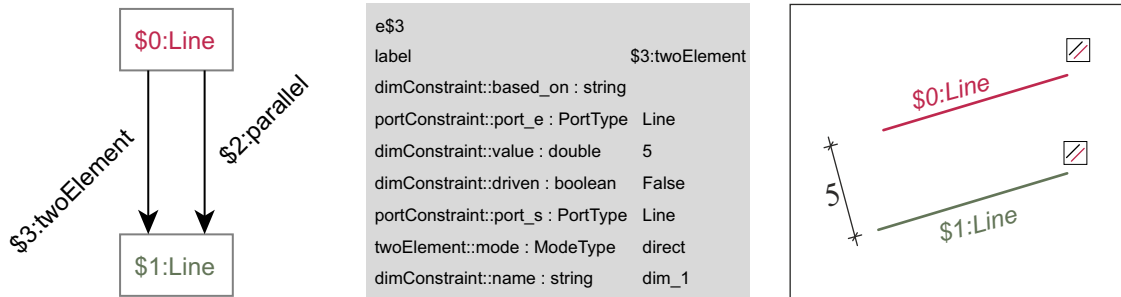 $0:Line
$3:twoElement
$2:parallel
$1:Line
e$3
label $3:twoElement
dimConstraint::based_on : string
portConstraint::port_e : PortType Line
dimConstraint::value : double 5
dimConstraint::driven : boolean False
portConstraint::port_s : PortType Line
twoElement::mode : ModeType direct
dimConstraint::name : string dim_1
$0:Line
5
$1:Line